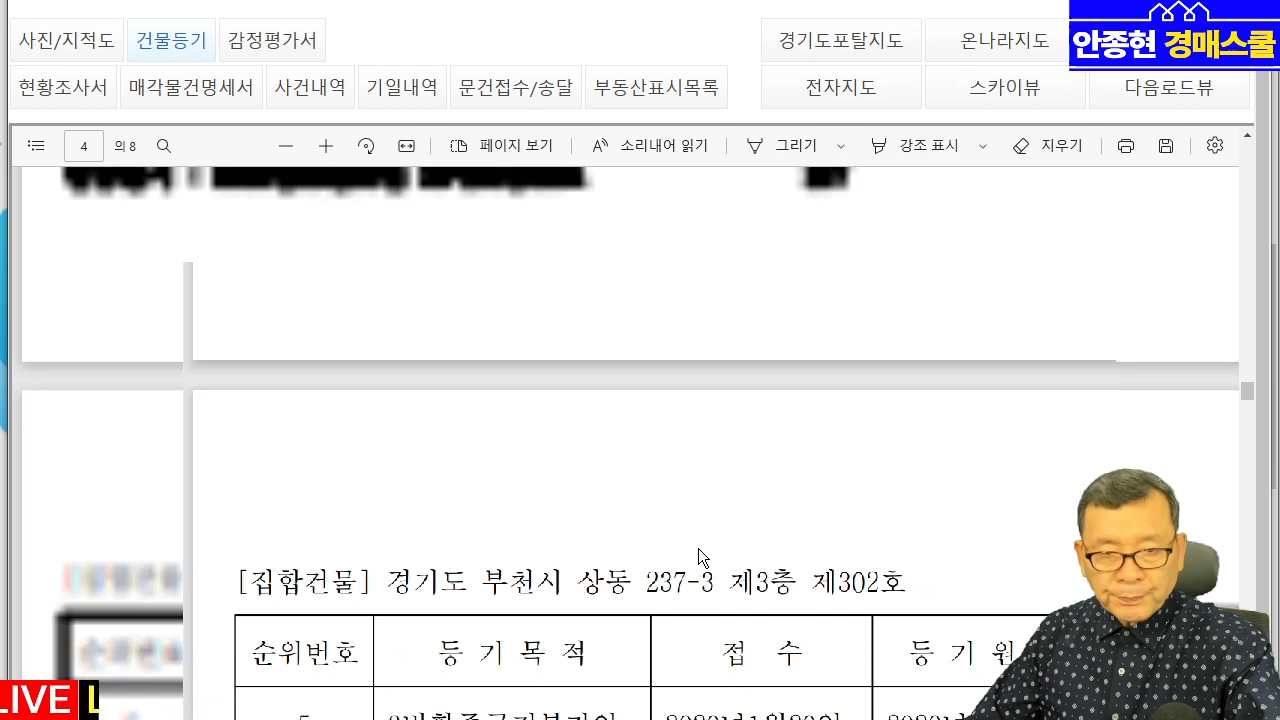 사진/지적도 건물등기 감정평가서 경기도포탈지도 온나라지도
안종현 경매스쿨
현황조사서 매각물건명세서 사건내역 기일내역 문건접수/송달 부동산표시목록 전자지도 스카이뷰 다음로드뷰
4 의 8 페이지 보기 소리내어 읽기 그리기 강조 표시 지우기
[집합건물] 경기도 부천시 상동 237-3 제3층 제302호
순위번호 등 기 목 적 접 수 등 기 원
LIVE L